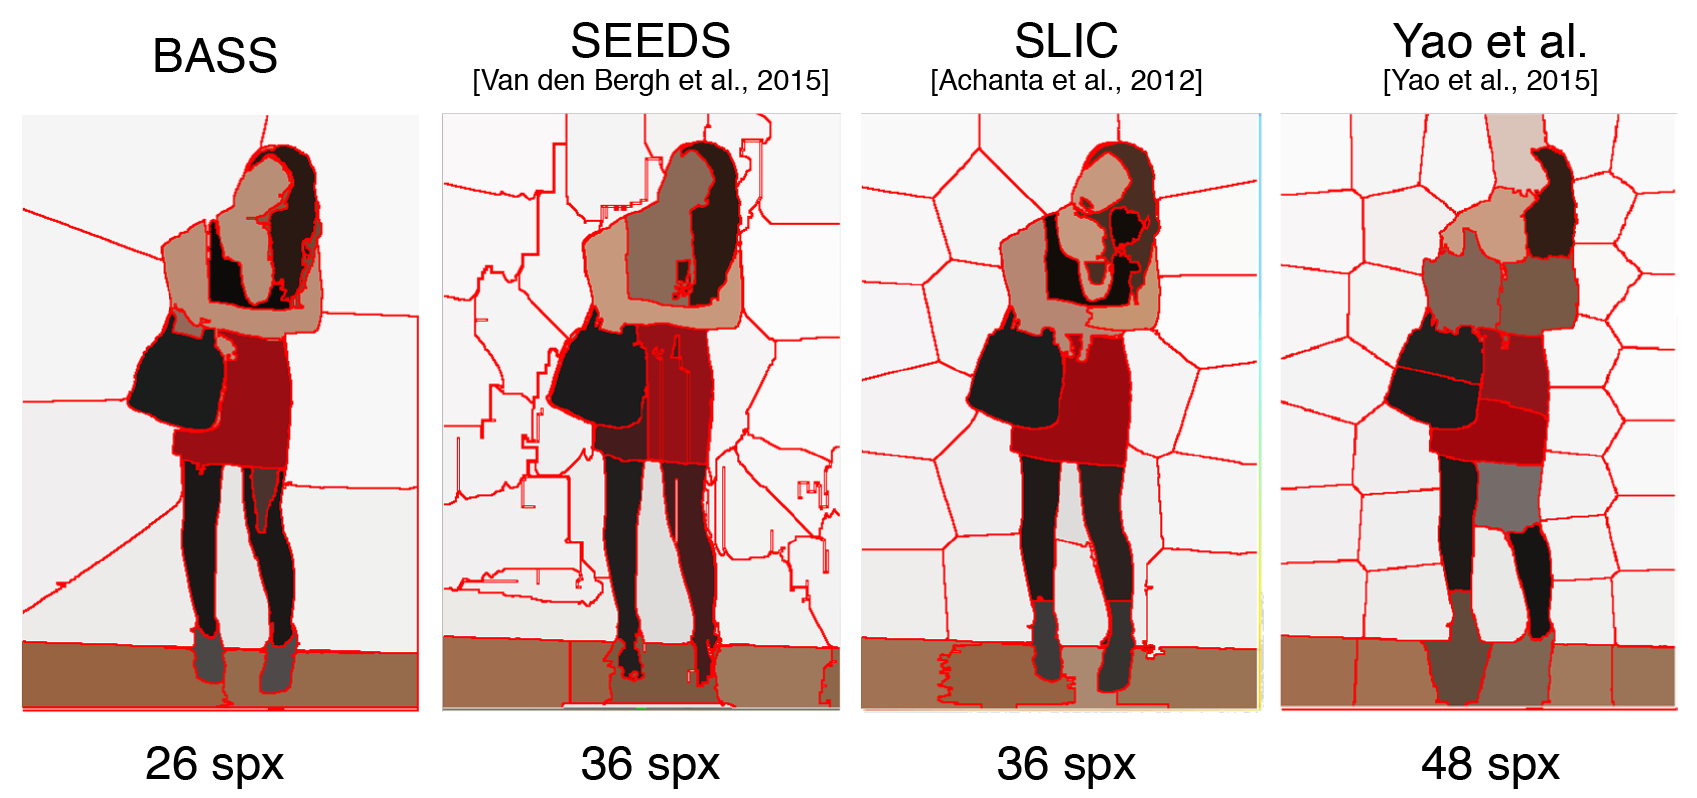 BASS
SEEDS
[Van den Bergh et al., 2015]
SLIC
[Achanta et al., 2012]
Yao et al.
[Yao et al., 2015]
26 spx
36 spx
36 spx
48 spx